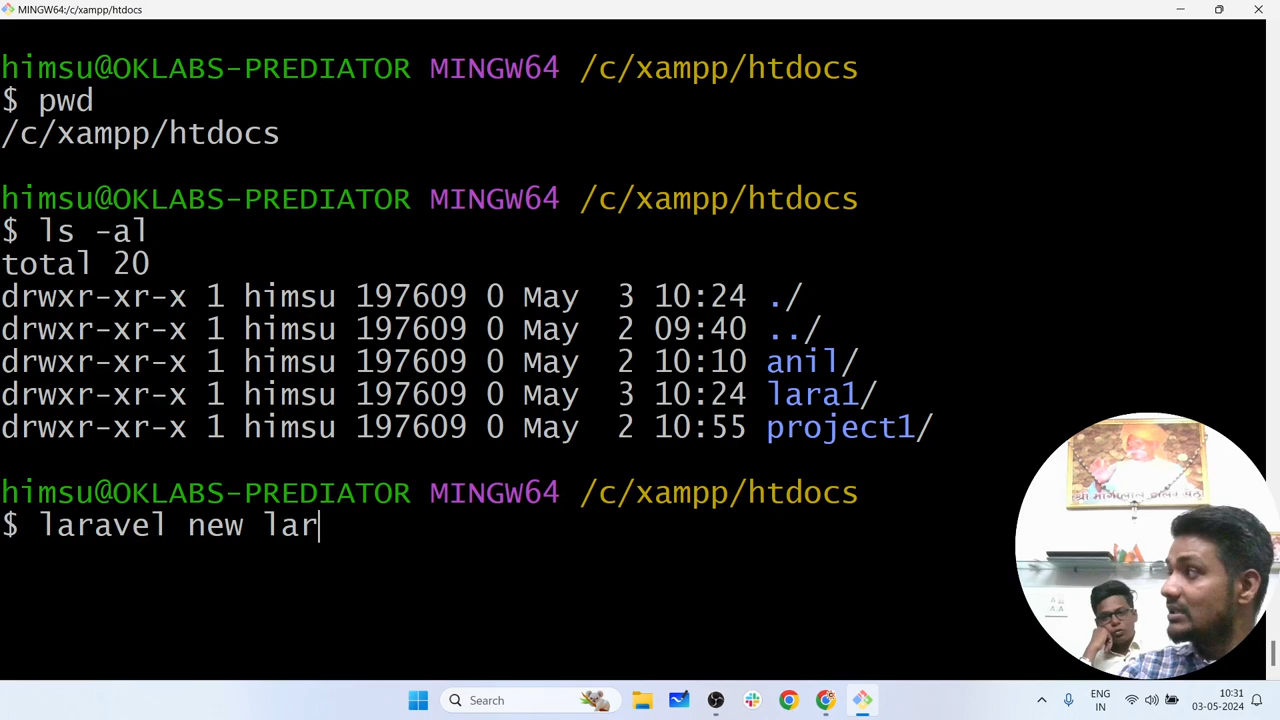 MINGW64:/c/xampp/htdocs
himsu@OKLABS-PREDIATOR MINGW64 /c/xampp/htdocs
$ pwd
/c/xampp/htdocs
himsu@OKLABS-PREDIATOR MINGW64 /c/xampp/htdocs
$ ls -al
total 20
drwxr-xr-x 1 himsu 197609 0 May  3 10:24 ./
drwxr-xr-x 1 himsu 197609 0 May  2 09:40 ../
drwxr-xr-x 1 himsu 197609 0 May  2 10:10 anil/
drwxr-xr-x 1 himsu 197609 0 May  3 10:24 lara1/
drwxr-xr-x 1 himsu 197609 0 May  2 10:55 project1/
himsu@OKLABS-PREDIATOR MINGW64 /c/xampp/htdocs
$ laravel new lar
Search
ENG
IN
10:31
03-05-2024